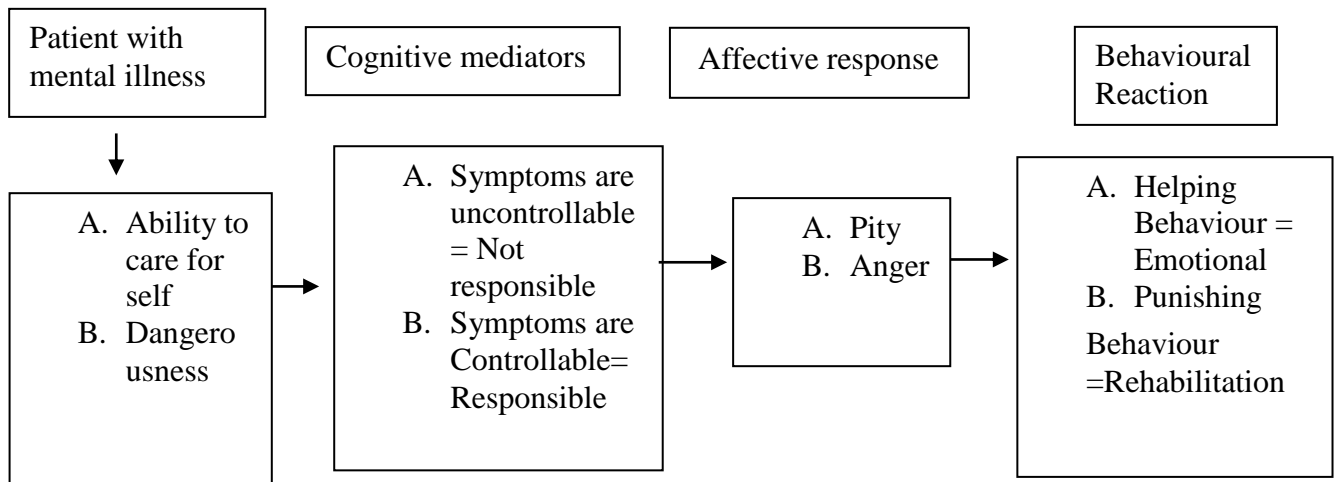 Patient with
mental illness
Cognitive mediators
Affective response
Behavioural
Reaction
A. Ability to
care for
self
B. Dangero
usness
A. Symptoms are
uncontrollable
= Not
responsible
B. Symptoms are
Controllable=
Responsible
A. Pity
B. Anger
A. Helping
Behaviour =
Emotional
B. Punishing
Behaviour
=Rehabilitation